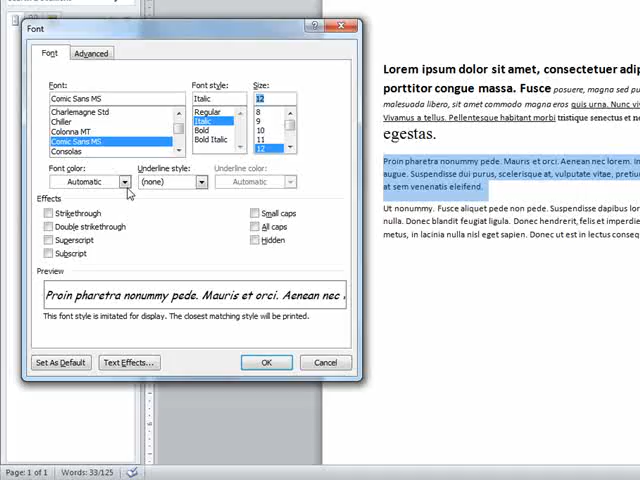 Font
Font
Advanced
Font:
Font style:
Size:
Comic Sans MS
Italic
12
Charlemagne Std
Chiller
Colonna MT
Comic Sans MS
Consolas
Regular
Italic
Bold
Bold Italic
8
9
10
11
12
Font color:
Underline style:
Underline color:
Automatic
(none)
Automatic
Effects
Strikethrough
Double strikethrough
Superscript
Subscript
Small caps
All caps
Hidden
Preview
Proin pharetra nonummy pede. Mauris et orci. Aenean nec
This font style is imitated for display. The closest matching style will be printed.
Set As Default
Text Effects...
OK
Cancel
Lorem ipsum dolor sit amet, consectetuer adip
porttitor congue massa. Fusce posuere, magna sed pu
malesuada libero, sit amet commodo magna eros quis urna. Nunc viv
Vivamus a tellus. Pellentesque habitant morbi tristique senectus et ne
egestas.
Proin pharetra nonummy pede. Mauris et orci. Aenean nec lorem. In
augue. Suspendisse dui purus, scelerisque at, vulputate vitae, pretiu
at sem venenatis eleifend.
Ut nonummy. Fusce aliquet pede non pede. Suspendisse dapibus lor
nulla. Donec blandit feugiat ligula. Donec hendrerit, felis et imperdie
metus, in lacinia nulla nisl eget sapien. Donec ut est in lectus conseq
Page: 1 of 1
Words: 33/125